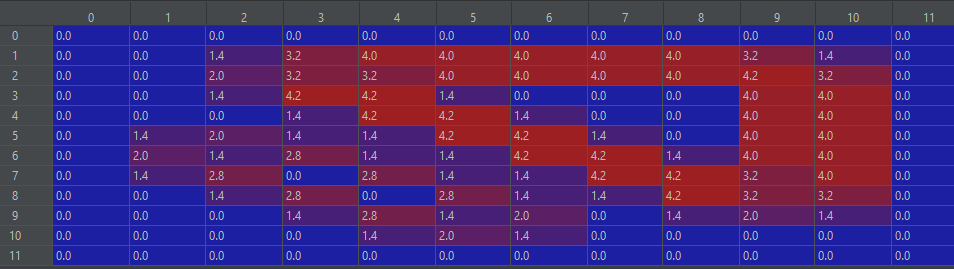 0 1 2 3 4 5 6 7 8 9 10 11
0 0.0 0.0 0.0 0.0 0.0 0.0 0.0 0.0 0.0 0.0 0.0 0.0
1 0.0 0.0 1.4 3.2 4.0 4.0 4.0 4.0 4.0 3.2 1.4 0.0
2 0.0 0.0 2.0 3.2 3.2 4.0 4.0 4.0 4.0 4.2 3.2 0.0
3 0.0 0.0 1.4 4.2 4.2 1.4 0.0 0.0 0.0 4.0 4.0 0.0
4 0.0 0.0 0.0 1.4 4.2 4.2 1.4 0.0 0.0 4.0 4.0 0.0
5 0.0 1.4 2.0 1.4 1.4 4.2 4.2 1.4 0.0 4.0 4.0 0.0
6 0.0 2.0 1.4 2.8 1.4 1.4 4.2 4.2 1.4 4.0 4.0 0.0
7 0.0 1.4 2.8 0.0 2.8 1.4 1.4 4.2 4.2 3.2 4.0 0.0
8 0.0 0.0 1.4 2.8 0.0 2.8 1.4 1.4 4.2 3.2 3.2 0.0
9 0.0 0.0 0.0 1.4 2.8 1.4 2.0 0.0 1.4 2.0 1.4 0.0
10 0.0 0.0 0.0 0.0 1.4 2.0 1.4 0.0 0.0 0.0 0.0 0.0
11 0.0 0.0 0.0 0.0 0.0 0.0 0.0 0.0 0.0 0.0 0.0 0.0